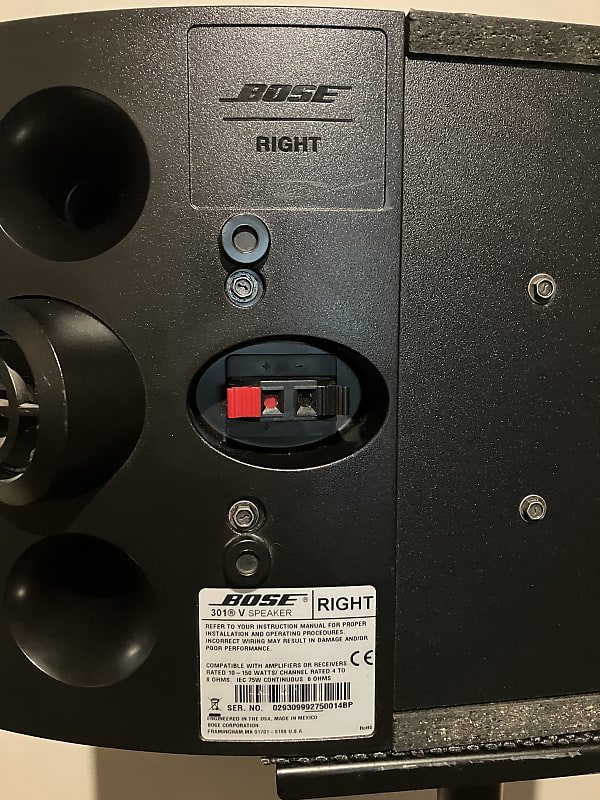 BOSE
RIGHT
+ −
BOSE® RIGHT
301® V SPEAKER
REFER TO YOUR INSTRUCTION MANUAL FOR PROPER
INSTALLATION AND OPERATING PROCEDURES.
INCORRECT WIRING MAY RESULT IN DAMAGE AND/OR
POOR PERFORMANCE.
CE
COMPATIBLE WITH AMPLIFIERS OR RECEIVERS
RATED 10 – 150 WATTS/ CHANNEL RATED 4 TO
8 OHMS. IEC 75W CONTINUOUS 6 OHMS
SER. NO. 029309992750014BP
ENGINEERED IN THE USA, MADE IN MEXICO
BOSE CORPORATION RoHS
FRAMINGHAM, MA 01701 - 9168 U S A